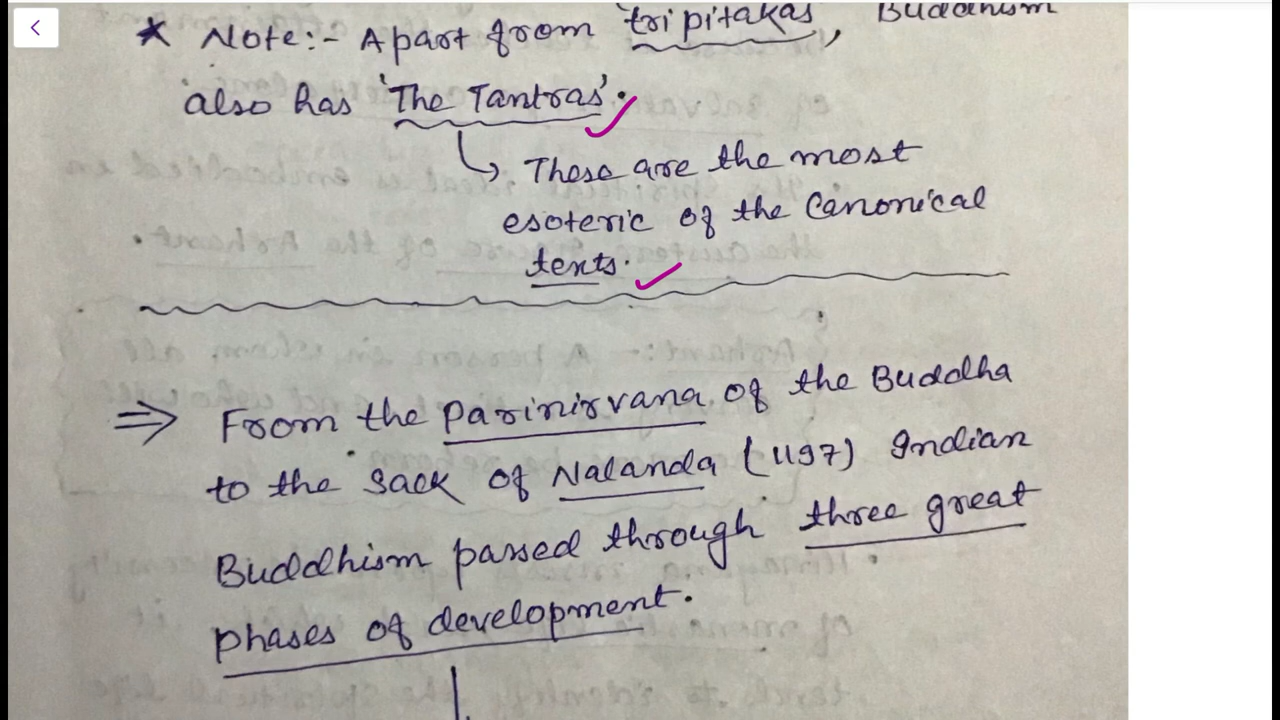 * Note:- Apart from tripitakas, Buddhism
also has 'The Tantras'.
These are the most
esoteric of the Canonical
texts.
⇒ From the parinirvana of the Buddha
to the sack of Nalanda (1197) Indian
Buddhism passed through three great
phases of development.